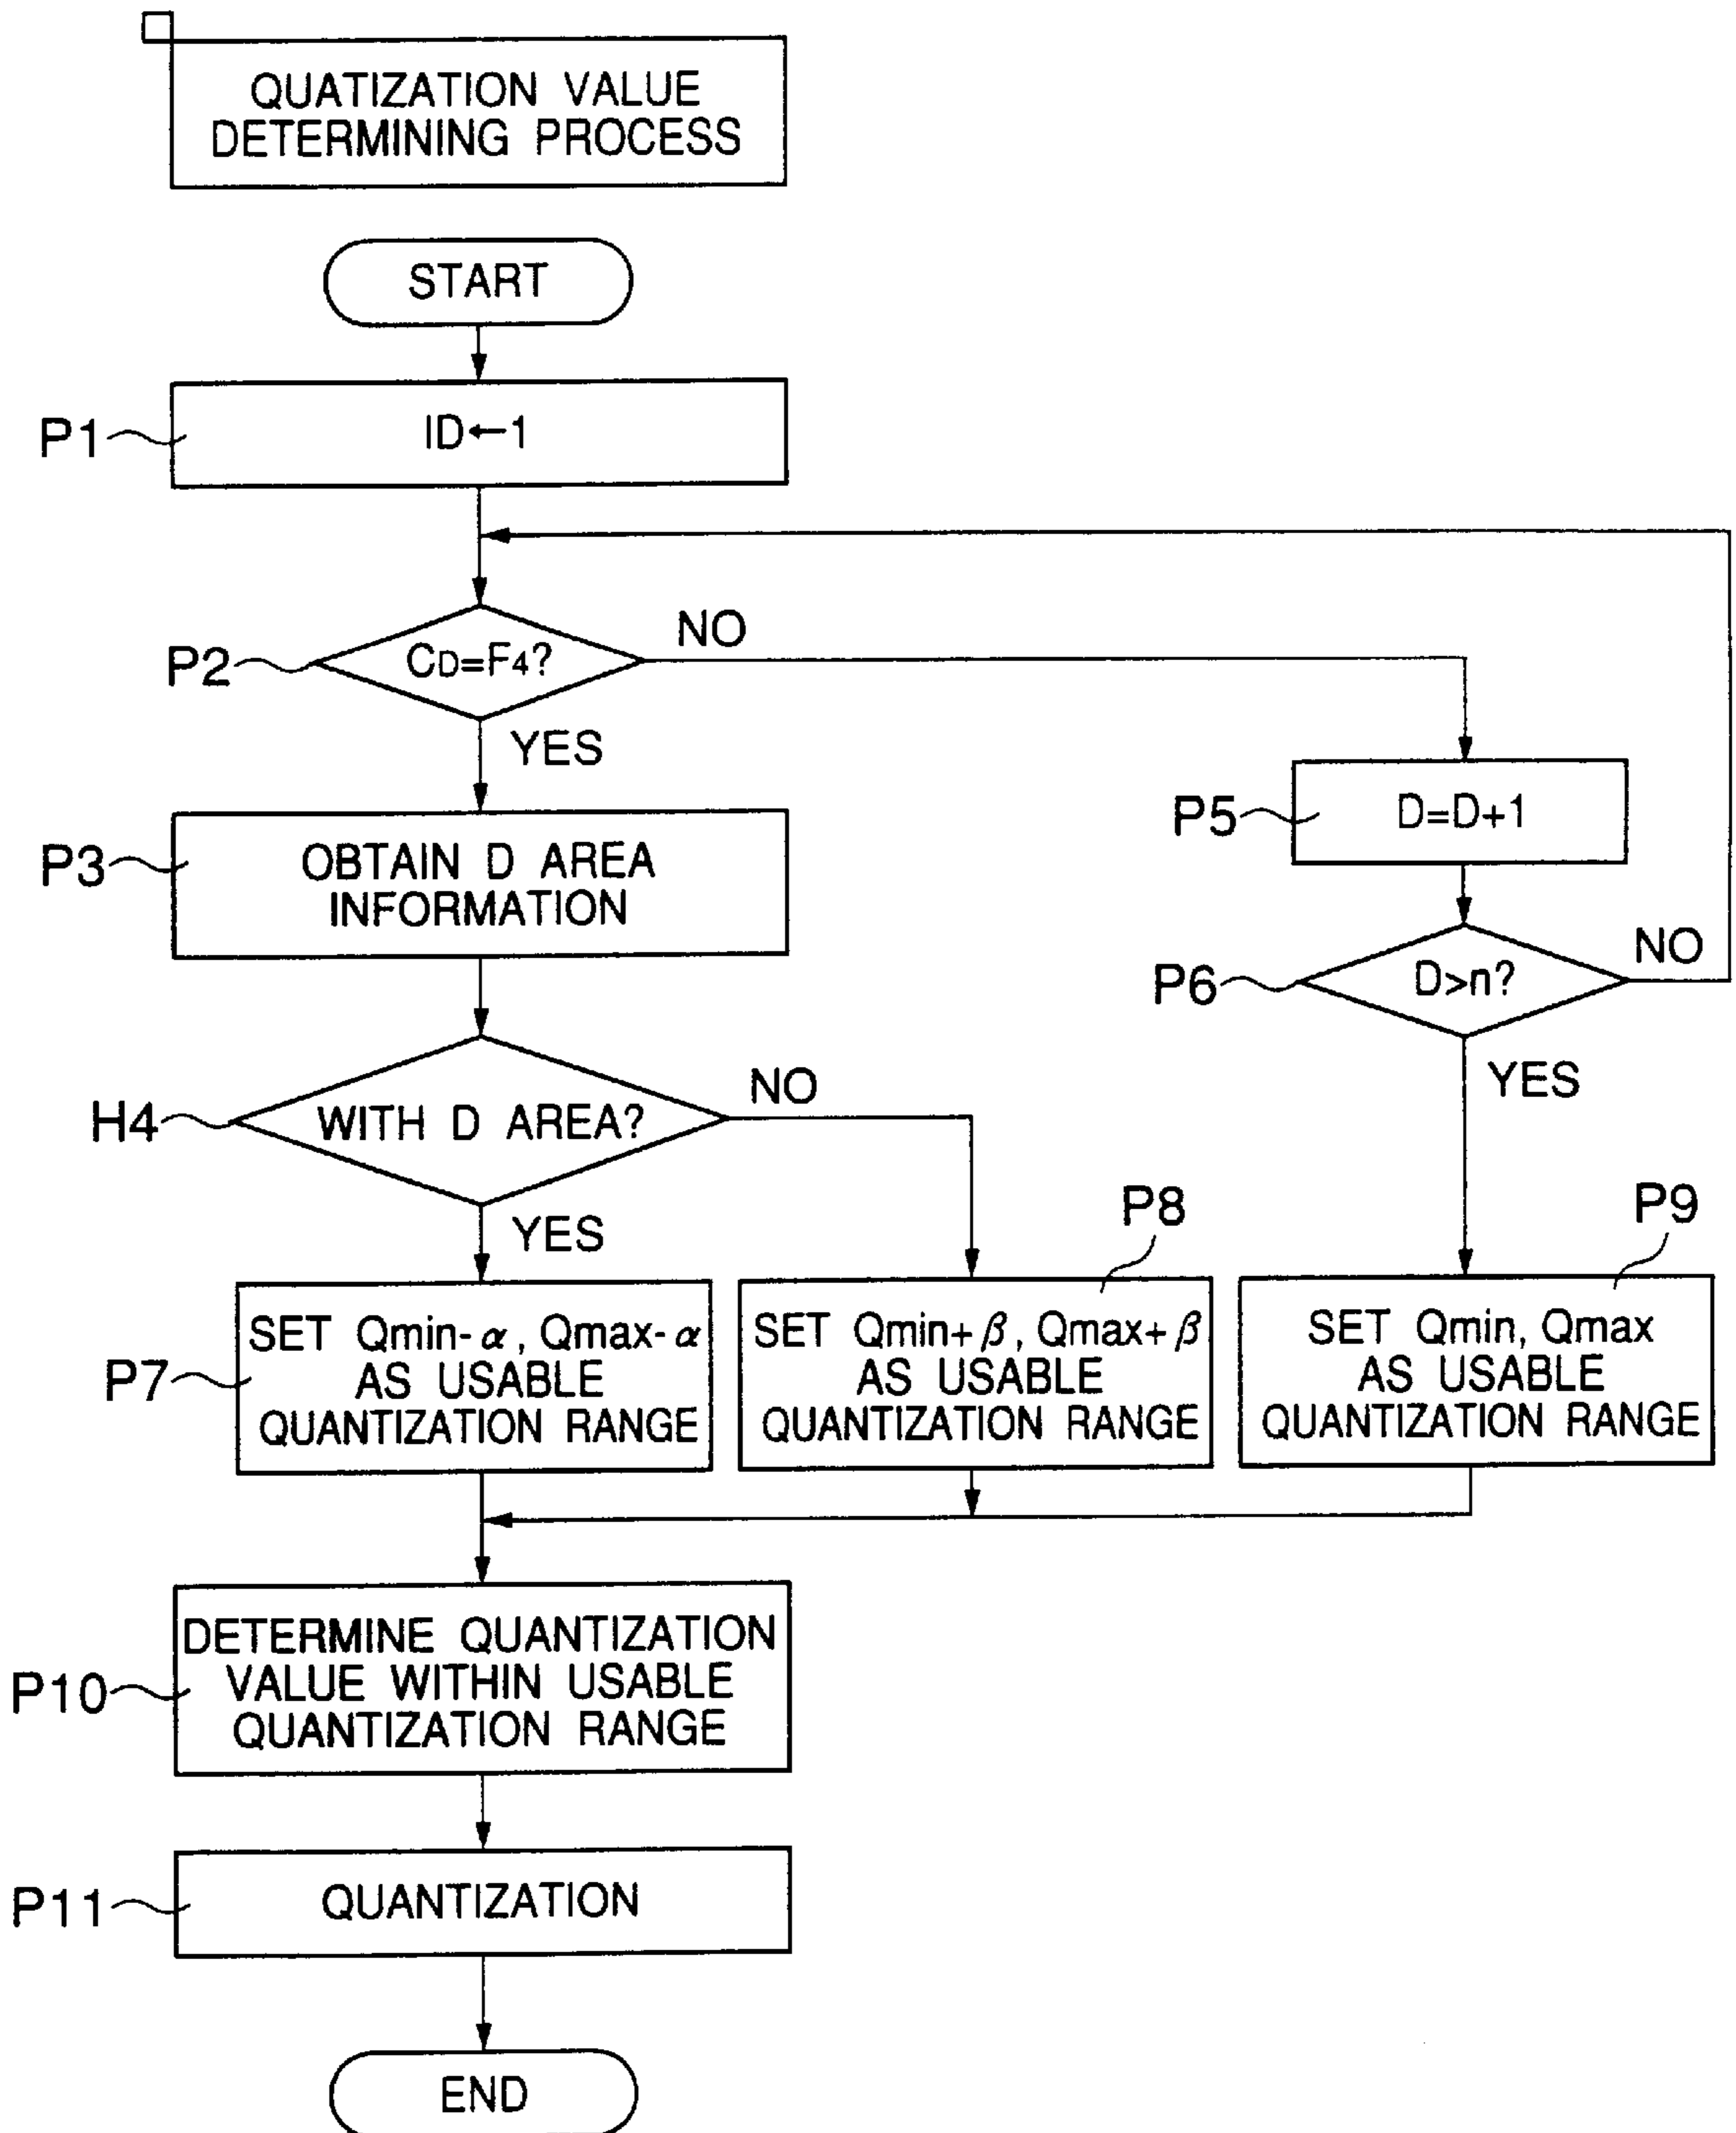 QUATIZATION VALUE
DETERMINING PROCESS
START
P1
ID←1
P2
CD=F4?
NO
YES
P3
OBTAIN D AREA
INFORMATION
P5
D=D+1
P6
D>n?
NO
YES
H4
WITH D AREA?
NO
YES
P7
SET Qmin-α, Qmax-α
AS USABLE
QUANTIZATION RANGE
P8
SET Qmin+β, Qmax+β
AS USABLE
QUANTIZATION RANGE
P9
SET Qmin, Qmax
AS USABLE
QUANTIZATION RANGE
P10
DETERMINE QUANTIZATION
VALUE WITHIN USABLE
QUANTIZATION RANGE
P11
QUANTIZATION
END